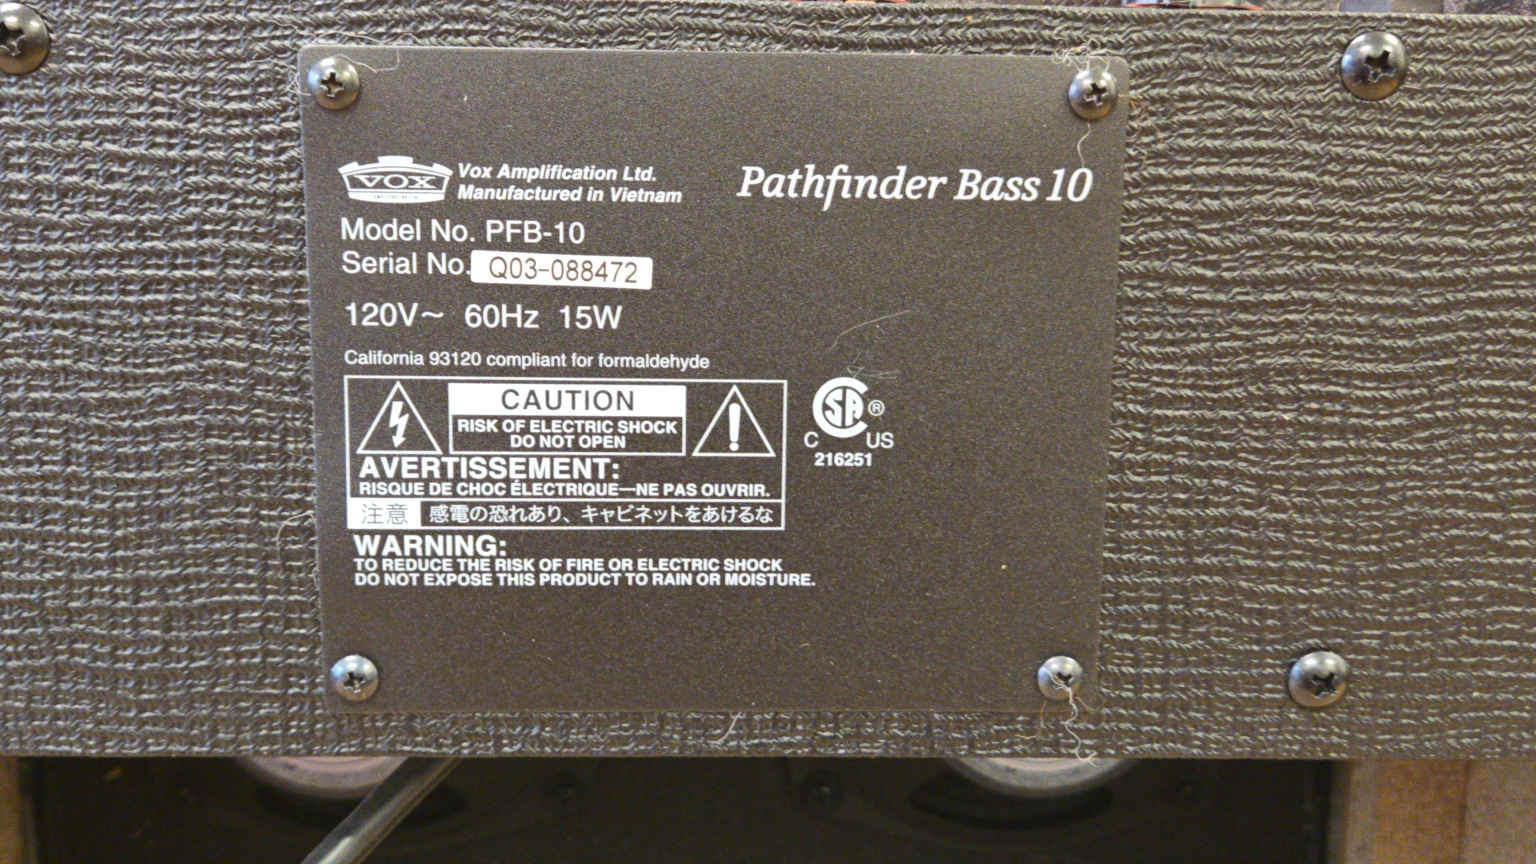 VOX
Vox Amplification Ltd.
Manufactured in Vietnam
Pathfinder Bass 10
Model No. PFB-10
Serial No. Q03-088472
120V~ 60Hz 15W
California 93120 compliant for formaldehyde
CAUTION
RISK OF ELECTRIC SHOCK
DO NOT OPEN
AVERTISSEMENT:
RISQUE DE CHOC ÉLECTRIQUE—NE PAS OUVRIR.
注意 感電の恐れあり、キャビネットをあけるな
SA®
C US
216251
WARNING:
TO REDUCE THE RISK OF FIRE OR ELECTRIC SHOCK
DO NOT EXPOSE THIS PRODUCT TO RAIN OR MOISTURE.